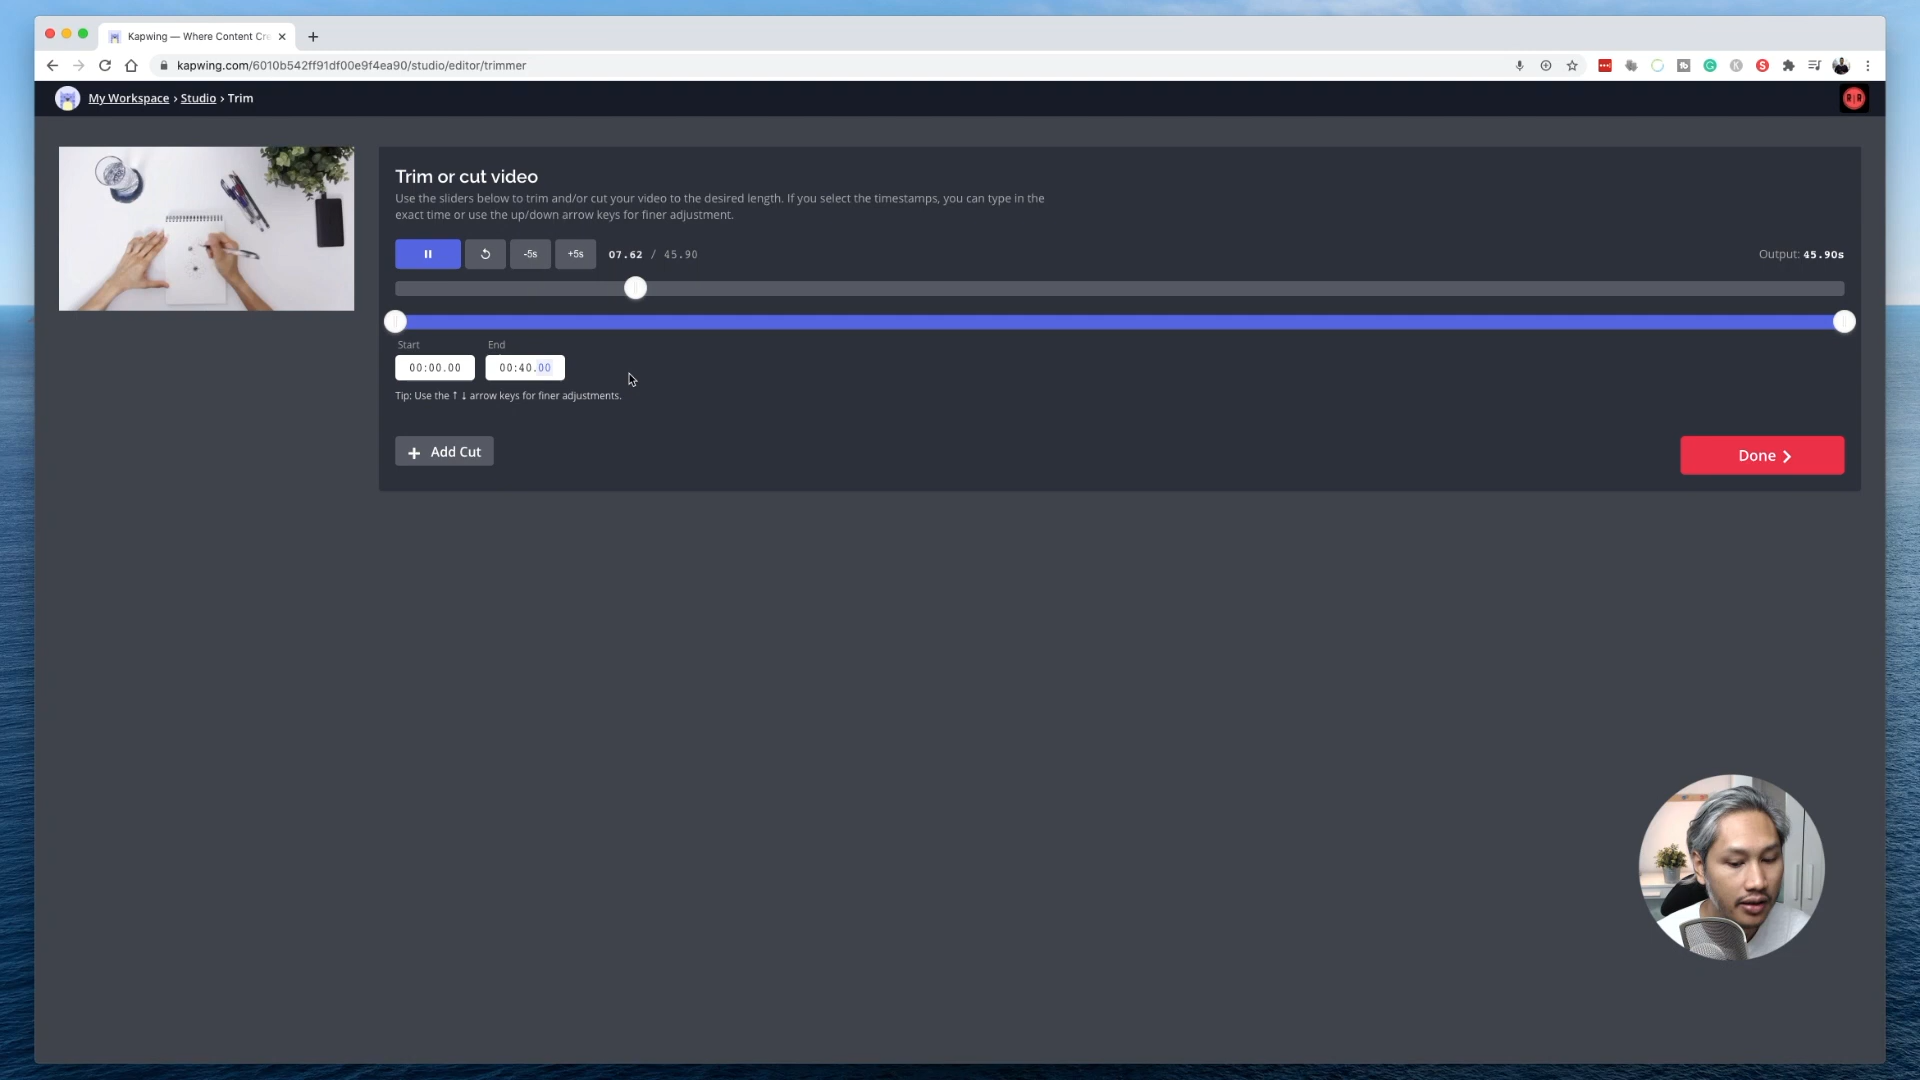 Kapwing — Where Content Cre
kapwing.com/6010b542ff91df00e9f4ea90/studio/editor/trimmer
My Workspace › Studio › Trim
Trim or cut video
Use the sliders below to trim and/or cut your video to the desired length. If you select the timestamps, you can type in the
exact time or use the up/down arrow keys for finer adjustment.
-5s
+5s
07.62 / 45.90
Output: 45.90s
Start
End
00:00.00
00:40.00
Tip: Use the ↑ ↓ arrow keys for finer adjustments.
+ Add Cut
Done